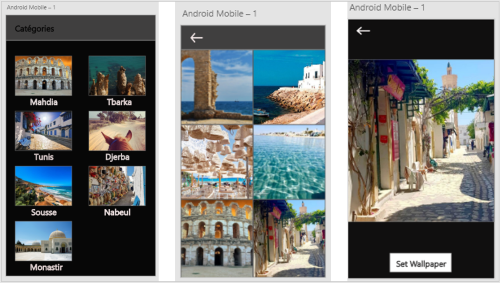 Android Mobile – 1
Catégories
Mahdia
Tbarka
Tunis
Djerba
Sousse
Nabeul
Monastir
Android Mobile – 1
Android Mobile – 1
Set Wallpaper